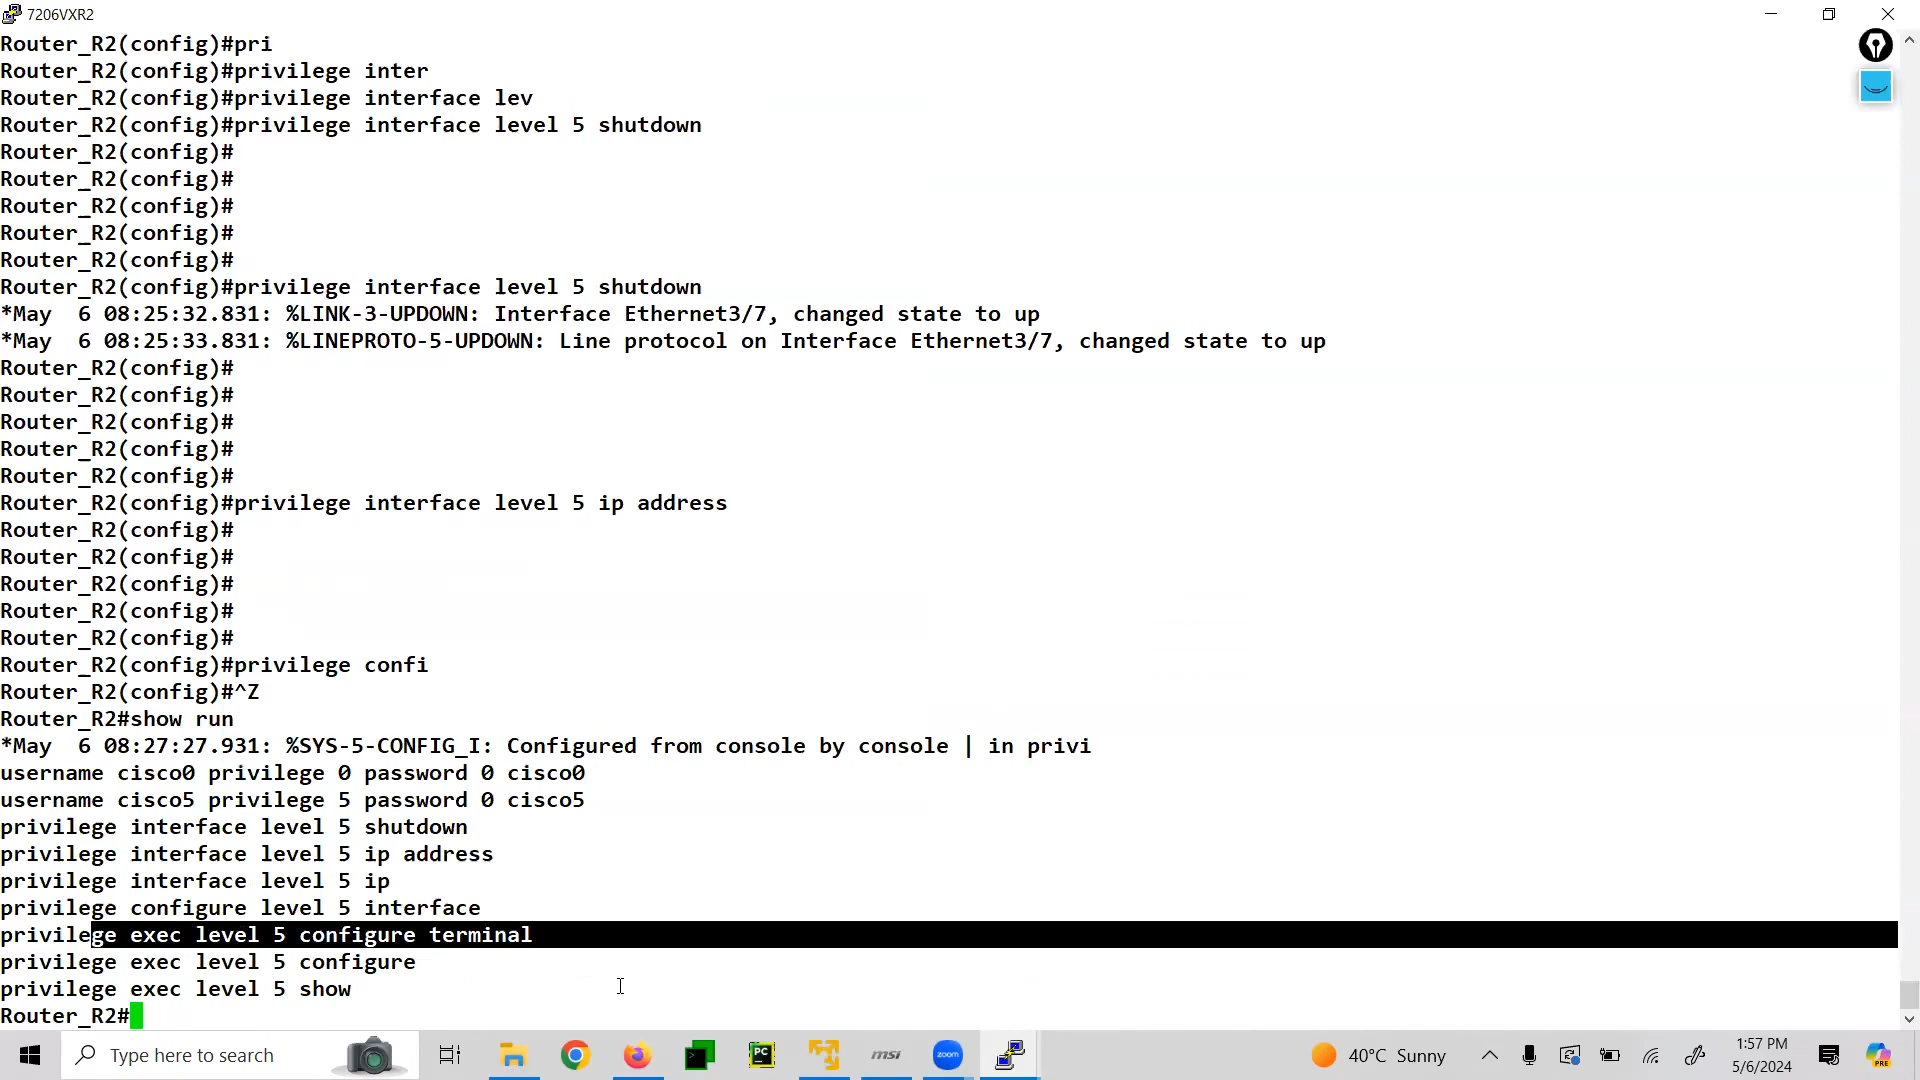 7206VXR2
Router_R2(config)#pri
Router_R2(config)#privilege inter
Router_R2(config)#privilege interface lev
Router_R2(config)#privilege interface level 5 shutdown
Router_R2(config)#
Router_R2(config)#
Router_R2(config)#
Router_R2(config)#
Router_R2(config)#
Router_R2(config)#privilege interface level 5 shutdown
*May  6 08:25:32.831: %LINK-3-UPDOWN: Interface Ethernet3/7, changed state to up
*May  6 08:25:33.831: %LINEPROTO-5-UPDOWN: Line protocol on Interface Ethernet3/7, changed state to up
Router_R2(config)#
Router_R2(config)#
Router_R2(config)#
Router_R2(config)#
Router_R2(config)#
Router_R2(config)#privilege interface level 5 ip address
Router_R2(config)#
Router_R2(config)#
Router_R2(config)#
Router_R2(config)#
Router_R2(config)#
Router_R2(config)#privilege confi
Router_R2(config)#^Z
Router_R2#show run
*May  6 08:27:27.931: %SYS-5-CONFIG_I: Configured from console by console | in privi
username cisco0 privilege 0 password 0 cisco0
username cisco5 privilege 5 password 0 cisco5
privilege interface level 5 shutdown
privilege interface level 5 ip address
privilege interface level 5 ip
privilege configure level 5 interface
privilege exec level 5 configure terminal
privilege exec level 5 configure
privilege exec level 5 show
Router_R2#
Type here to search
PC
msi
zoom
40°C Sunny
1:57 PM
5/6/2024
PRE